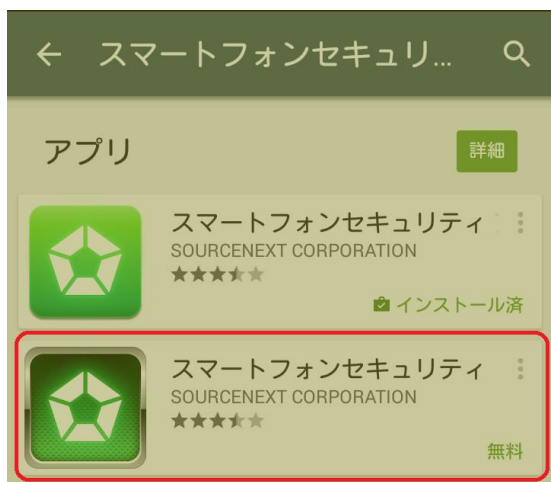 スマートフォンセキュリ...
アプリ
詳細
スマートフォンセキュリティ
SOURCENEXT CORPORATION
インストール済
スマートフォンセキュリティ
SOURCENEXT CORPORATION
無料